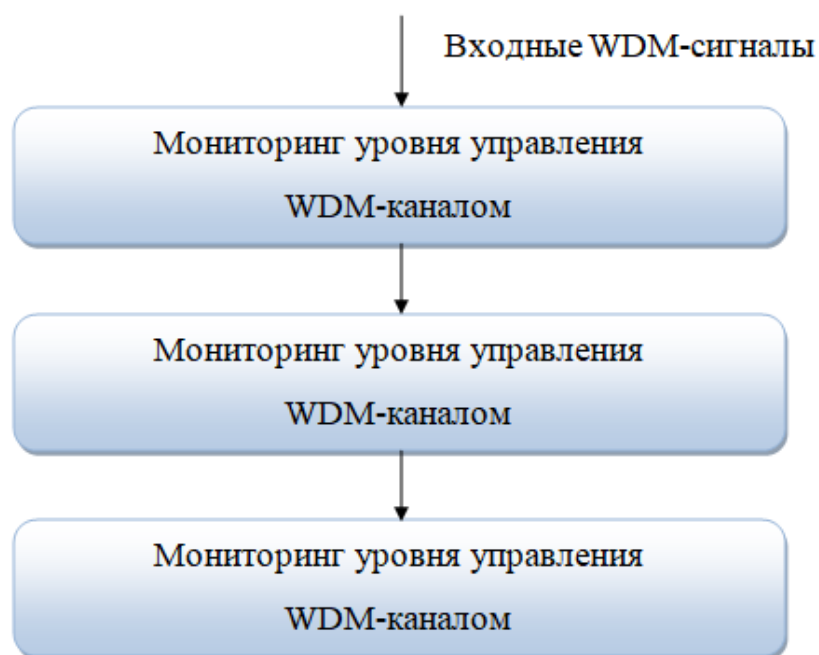 Входные WDM-сигналы
Мониторинг уровня управления
WDM-каналом
Мониторинг уровня управления
WDM-каналом
Мониторинг уровня управления
WDM-каналом